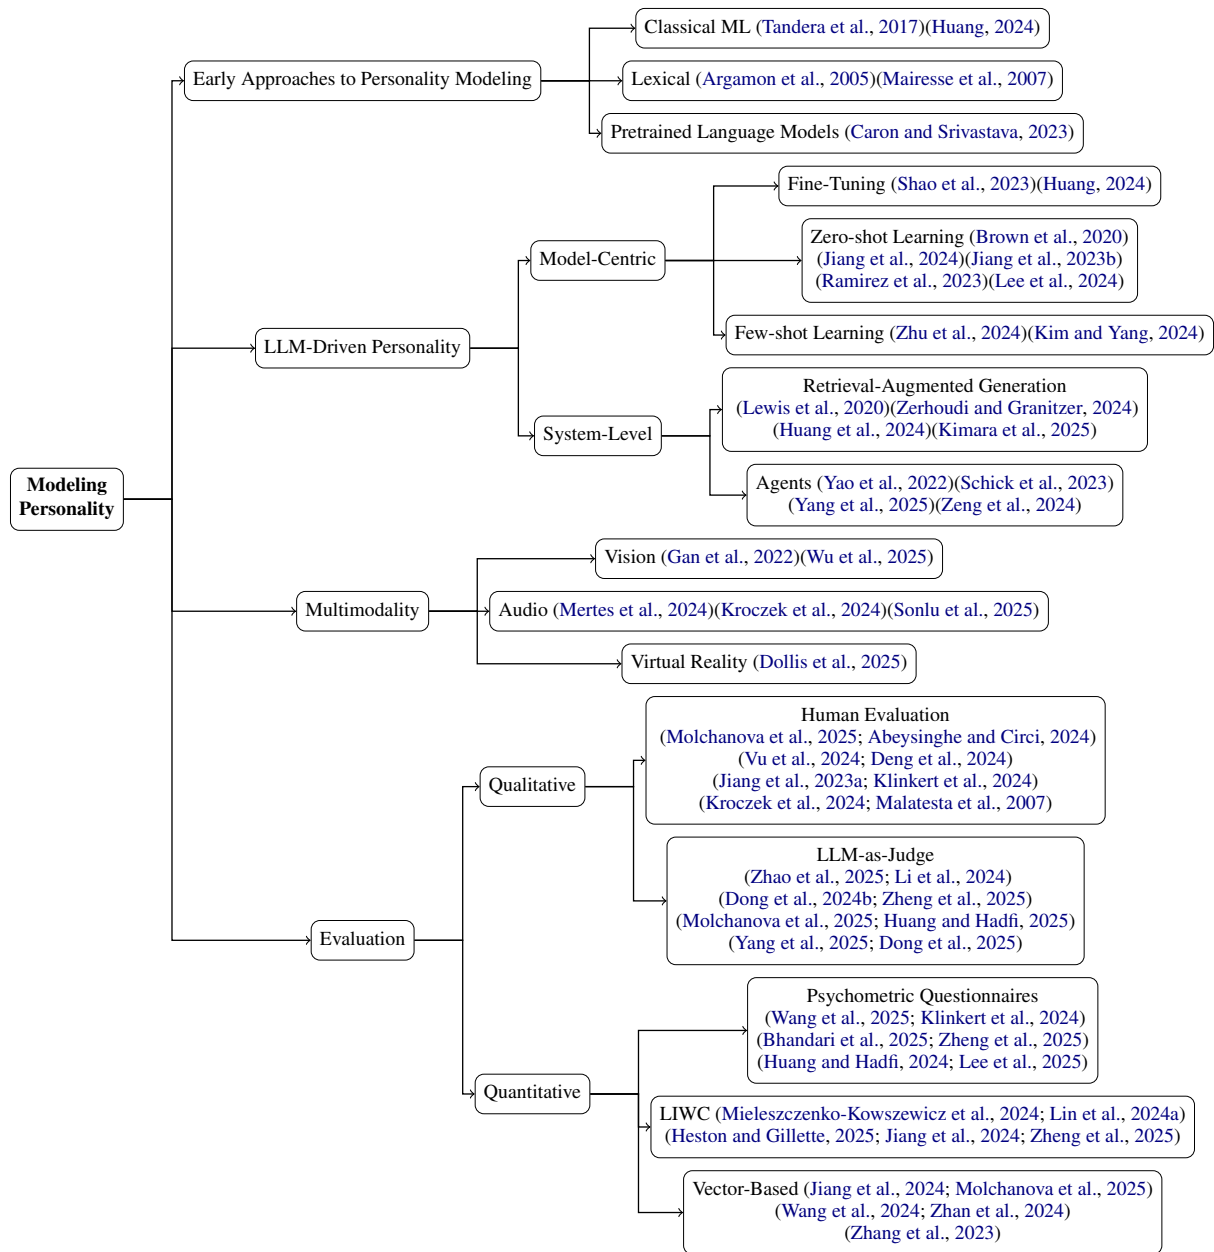 Classical ML (Tandera et al., 2017)(Huang, 2024)
Early Approaches to Personality Modeling
Lexical (Argamon et al., 2005)(Mairesse et al., 2007)
Pretrained Language Models (Caron and Srivastava, 2023)
Fine-Tuning (Shao et al., 2023)(Huang, 2024)
Model-Centric
Zero-shot Learning (Brown et al., 2020)
(Jiang et al., 2024)(Jiang et al., 2023b)
(Ramirez et al., 2023)(Lee et al., 2024)
Few-shot Learning (Zhu et al., 2024)(Kim and Yang, 2024)
LLM-Driven Personality
Retrieval-Augmented Generation
(Lewis et al., 2020)(Zerhoudi and Granitzer, 2024)
(Huang et al., 2024)(Kimara et al., 2025)
System-Level
Agents (Yao et al., 2022)(Schick et al., 2023)
(Yang et al., 2025)(Zeng et al., 2024)
Modeling
Personality
Vision (Gan et al., 2022)(Wu et al., 2025)
Multimodality
Audio (Mertes et al., 2024)(Kroczek et al., 2024)(Sonlu et al., 2025)
Virtual Reality (Dollis et al., 2025)
Human Evaluation
(Molchanova et al., 2025; Abeysinghe and Circi, 2024)
(Vu et al., 2024; Deng et al., 2024)
(Jiang et al., 2023a; Klinkert et al., 2024)
(Kroczek et al., 2024; Malatesta et al., 2007)
Qualitative
LLM-as-Judge
(Zhao et al., 2025; Li et al., 2024)
(Dong et al., 2024b; Zheng et al., 2025)
(Molchanova et al., 2025; Huang and Hadfi, 2025)
(Yang et al., 2025; Dong et al., 2025)
Evaluation
Psychometric Questionnaires
(Wang et al., 2025; Klinkert et al., 2024)
(Bhandari et al., 2025; Zheng et al., 2025)
(Huang and Hadfi, 2024; Lee et al., 2025)
Quantitative
LIWC (Mieleszczenko-Kowszewicz et al., 2024; Lin et al., 2024a)
(Heston and Gillette, 2025; Jiang et al., 2024; Zheng et al., 2025)
Vector-Based (Jiang et al., 2024; Molchanova et al., 2025)
(Wang et al., 2024; Zhan et al., 2024)
(Zhang et al., 2023)